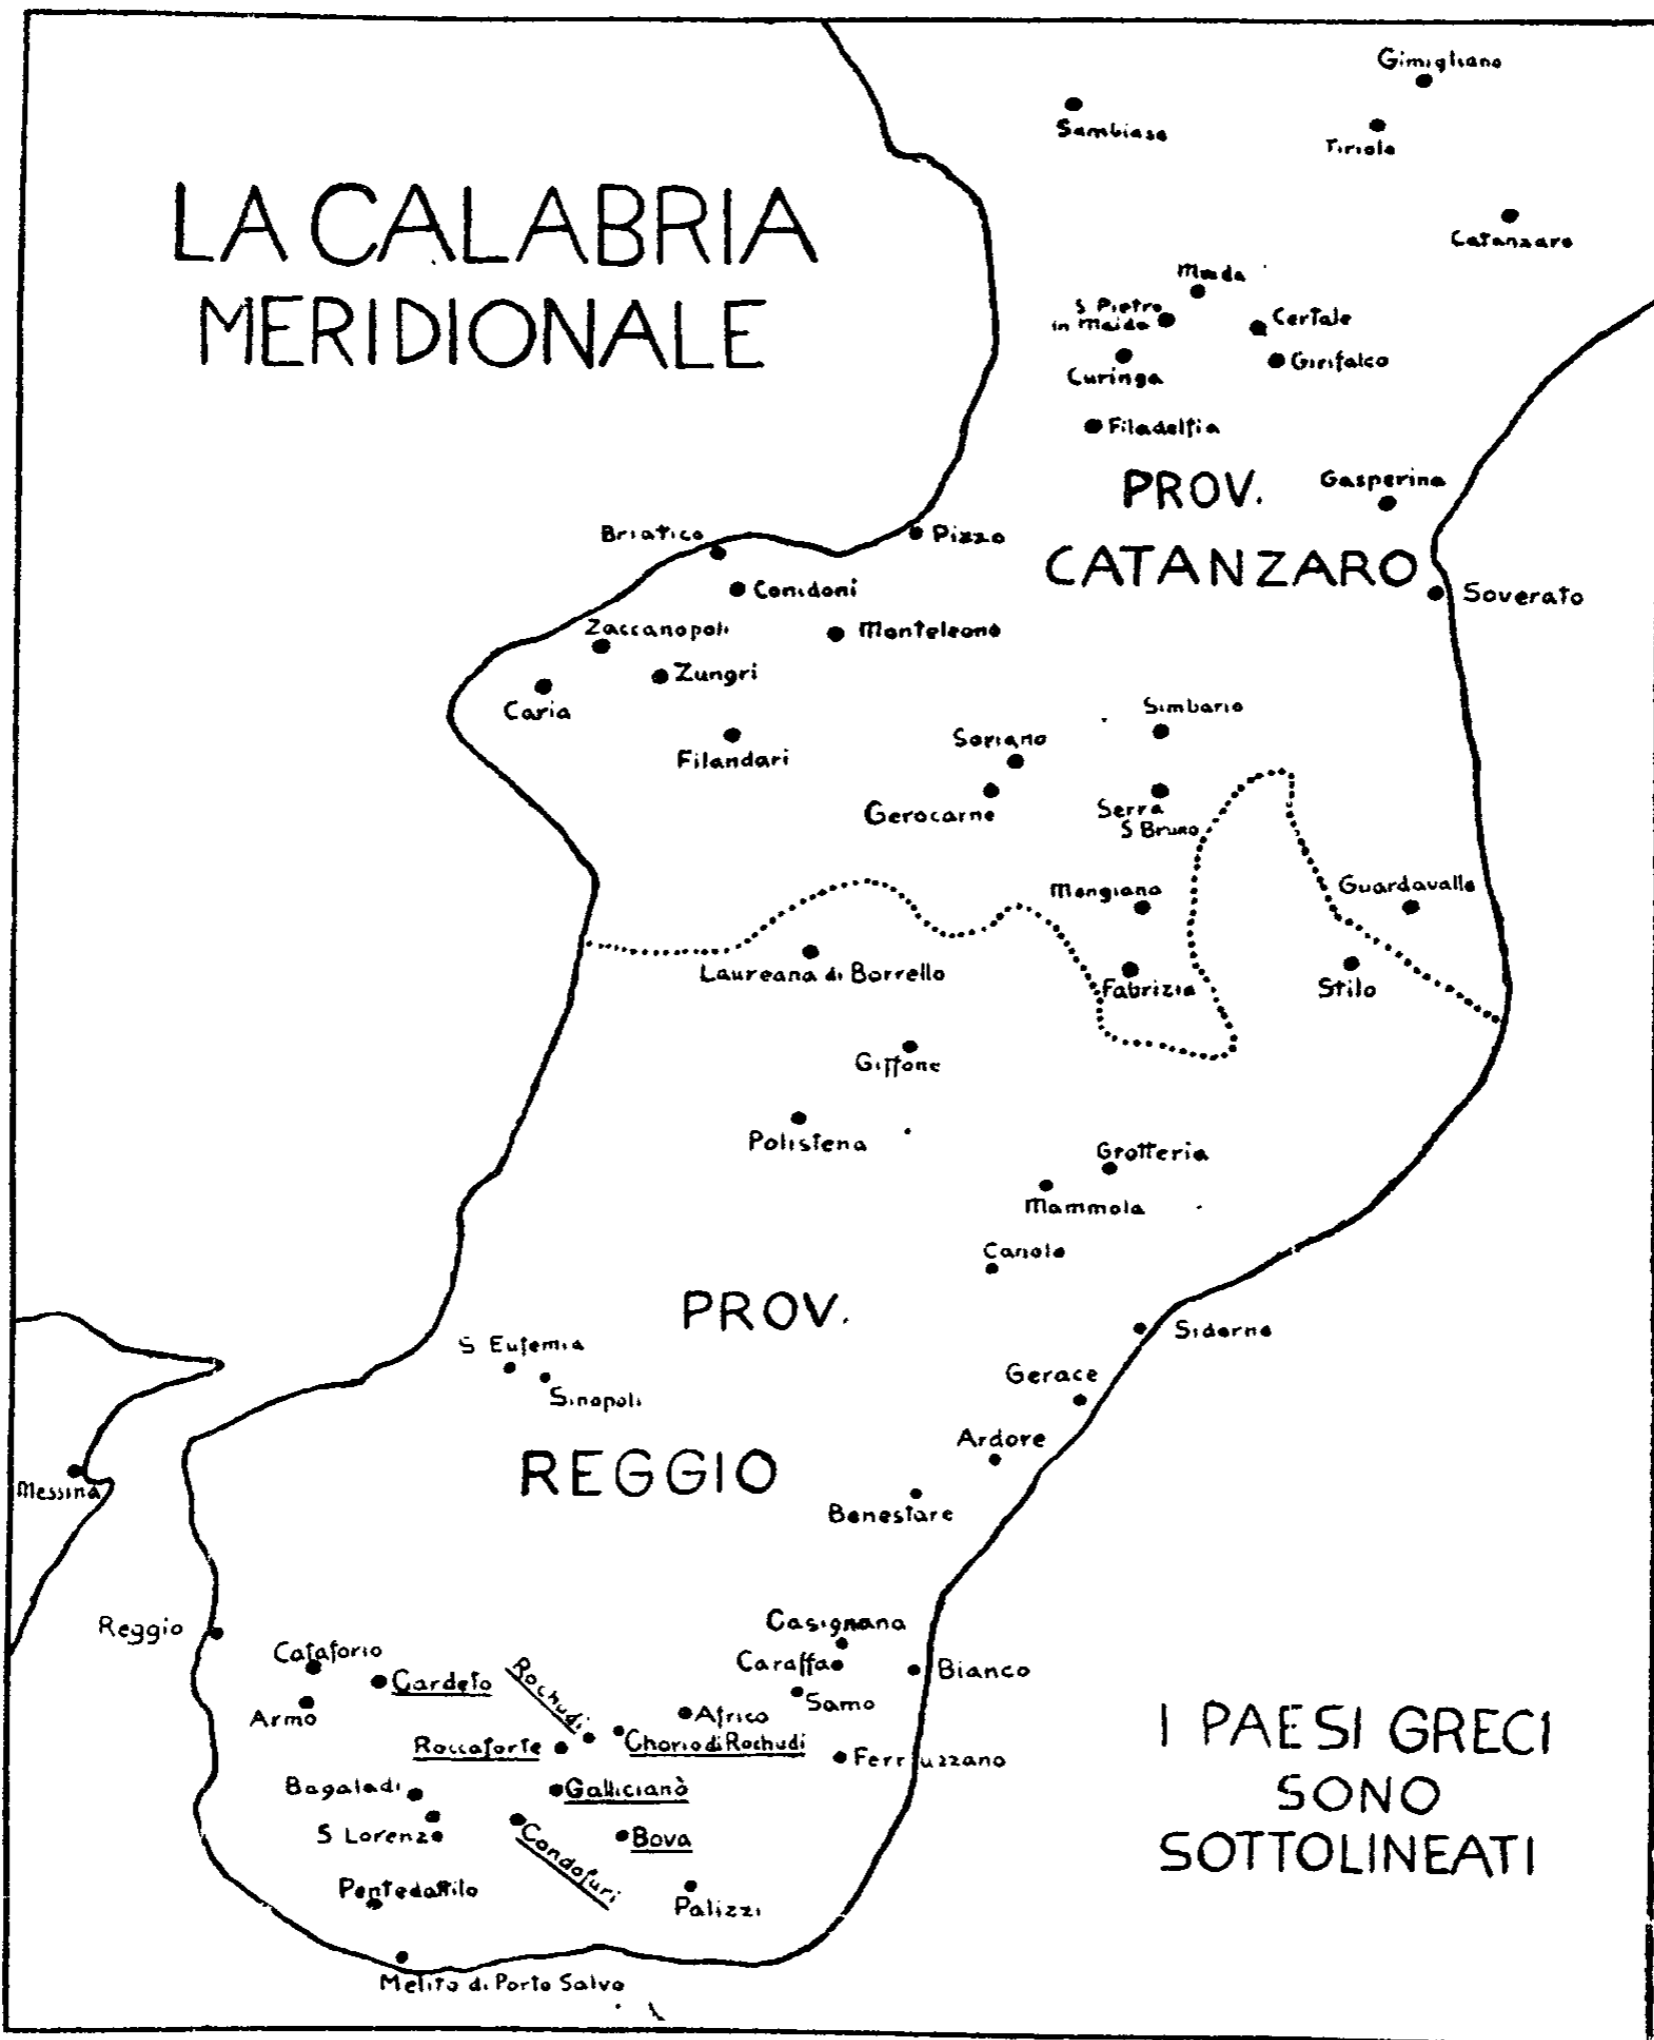 Gimigliano
Sambiase
Tiriolo
LA CALABRIA
MERIDIONALE
Catanzaro
Maida
S. Pietro
in Maida
Cortale
Curinga
Girifalco
Filadelfia
PROV.
CATANZARO
Gasperina
Briatico
Pizzo
Conidoni
Soverato
Zaccanopoli
Monteleone
Zungri
Caria
Filandari
Simbario
Soriano
Gerocarne
Serra
S Bruno
Mongiana
Guardavalle
Laureana di Borrello
Fabrizia
Stilo
Giffone
Polistena
Grotteria
Mammola
Canolo
PROV.
REGGIO
S Eufemia
Sinopoli
Siderno
Gerace
Ardore
Messina
Benestare
Reggio
Cataforio
Cardeto
Armo
Rochudi
Casignana
Caraffa
Bianco
Samo
Africo
Roccaforte
Chorio di Rochudi
Ferruzzano
Bagaladi
Gallicianò
S Lorenzo
Condofuri
Bova
Pentedattilo
Palizzi
Melito di Porto Salvo
I PAESI GRECI
SONO
SOTTOLINEATI